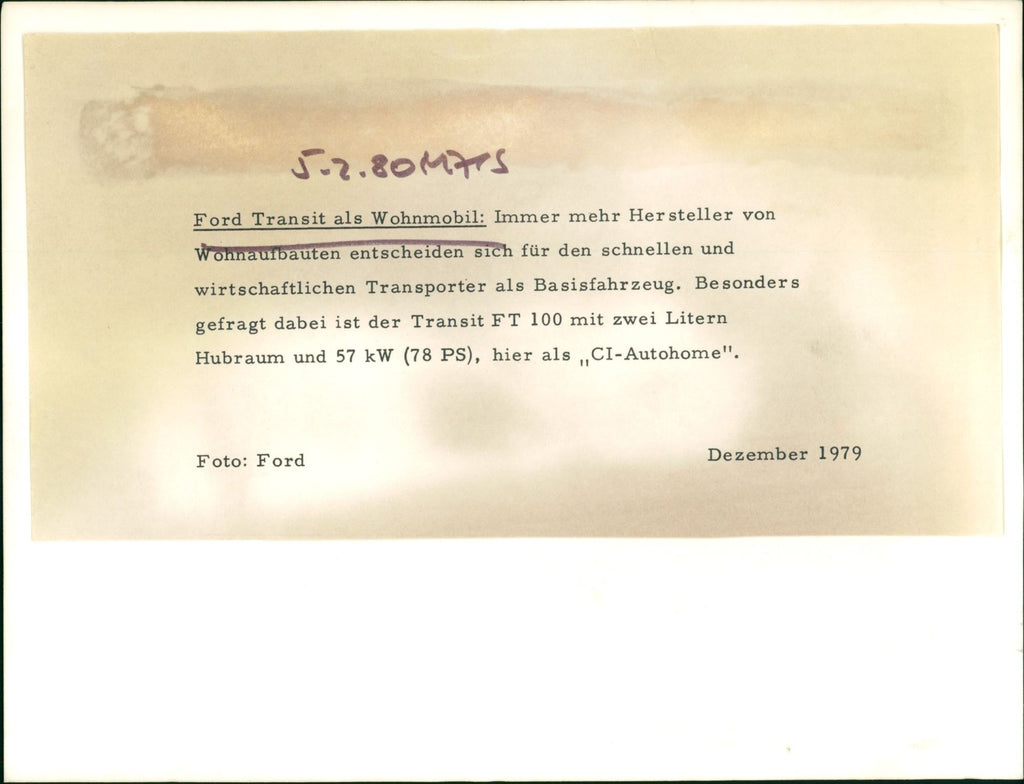 5.2.80
Ford Transit als Wohnmobil: Immer mehr Hersteller von
Wohnaufbauten entscheiden sich für den schnellen und
wirtschaftlichen Transporter als Basisfahrzeug. Besonders
gefragt dabei ist der Transit FT 100 mit zwei Litern
Hubraum und 57 kW (78 PS), hier als „CI-Autohome".
Foto: Ford
Dezember 1979